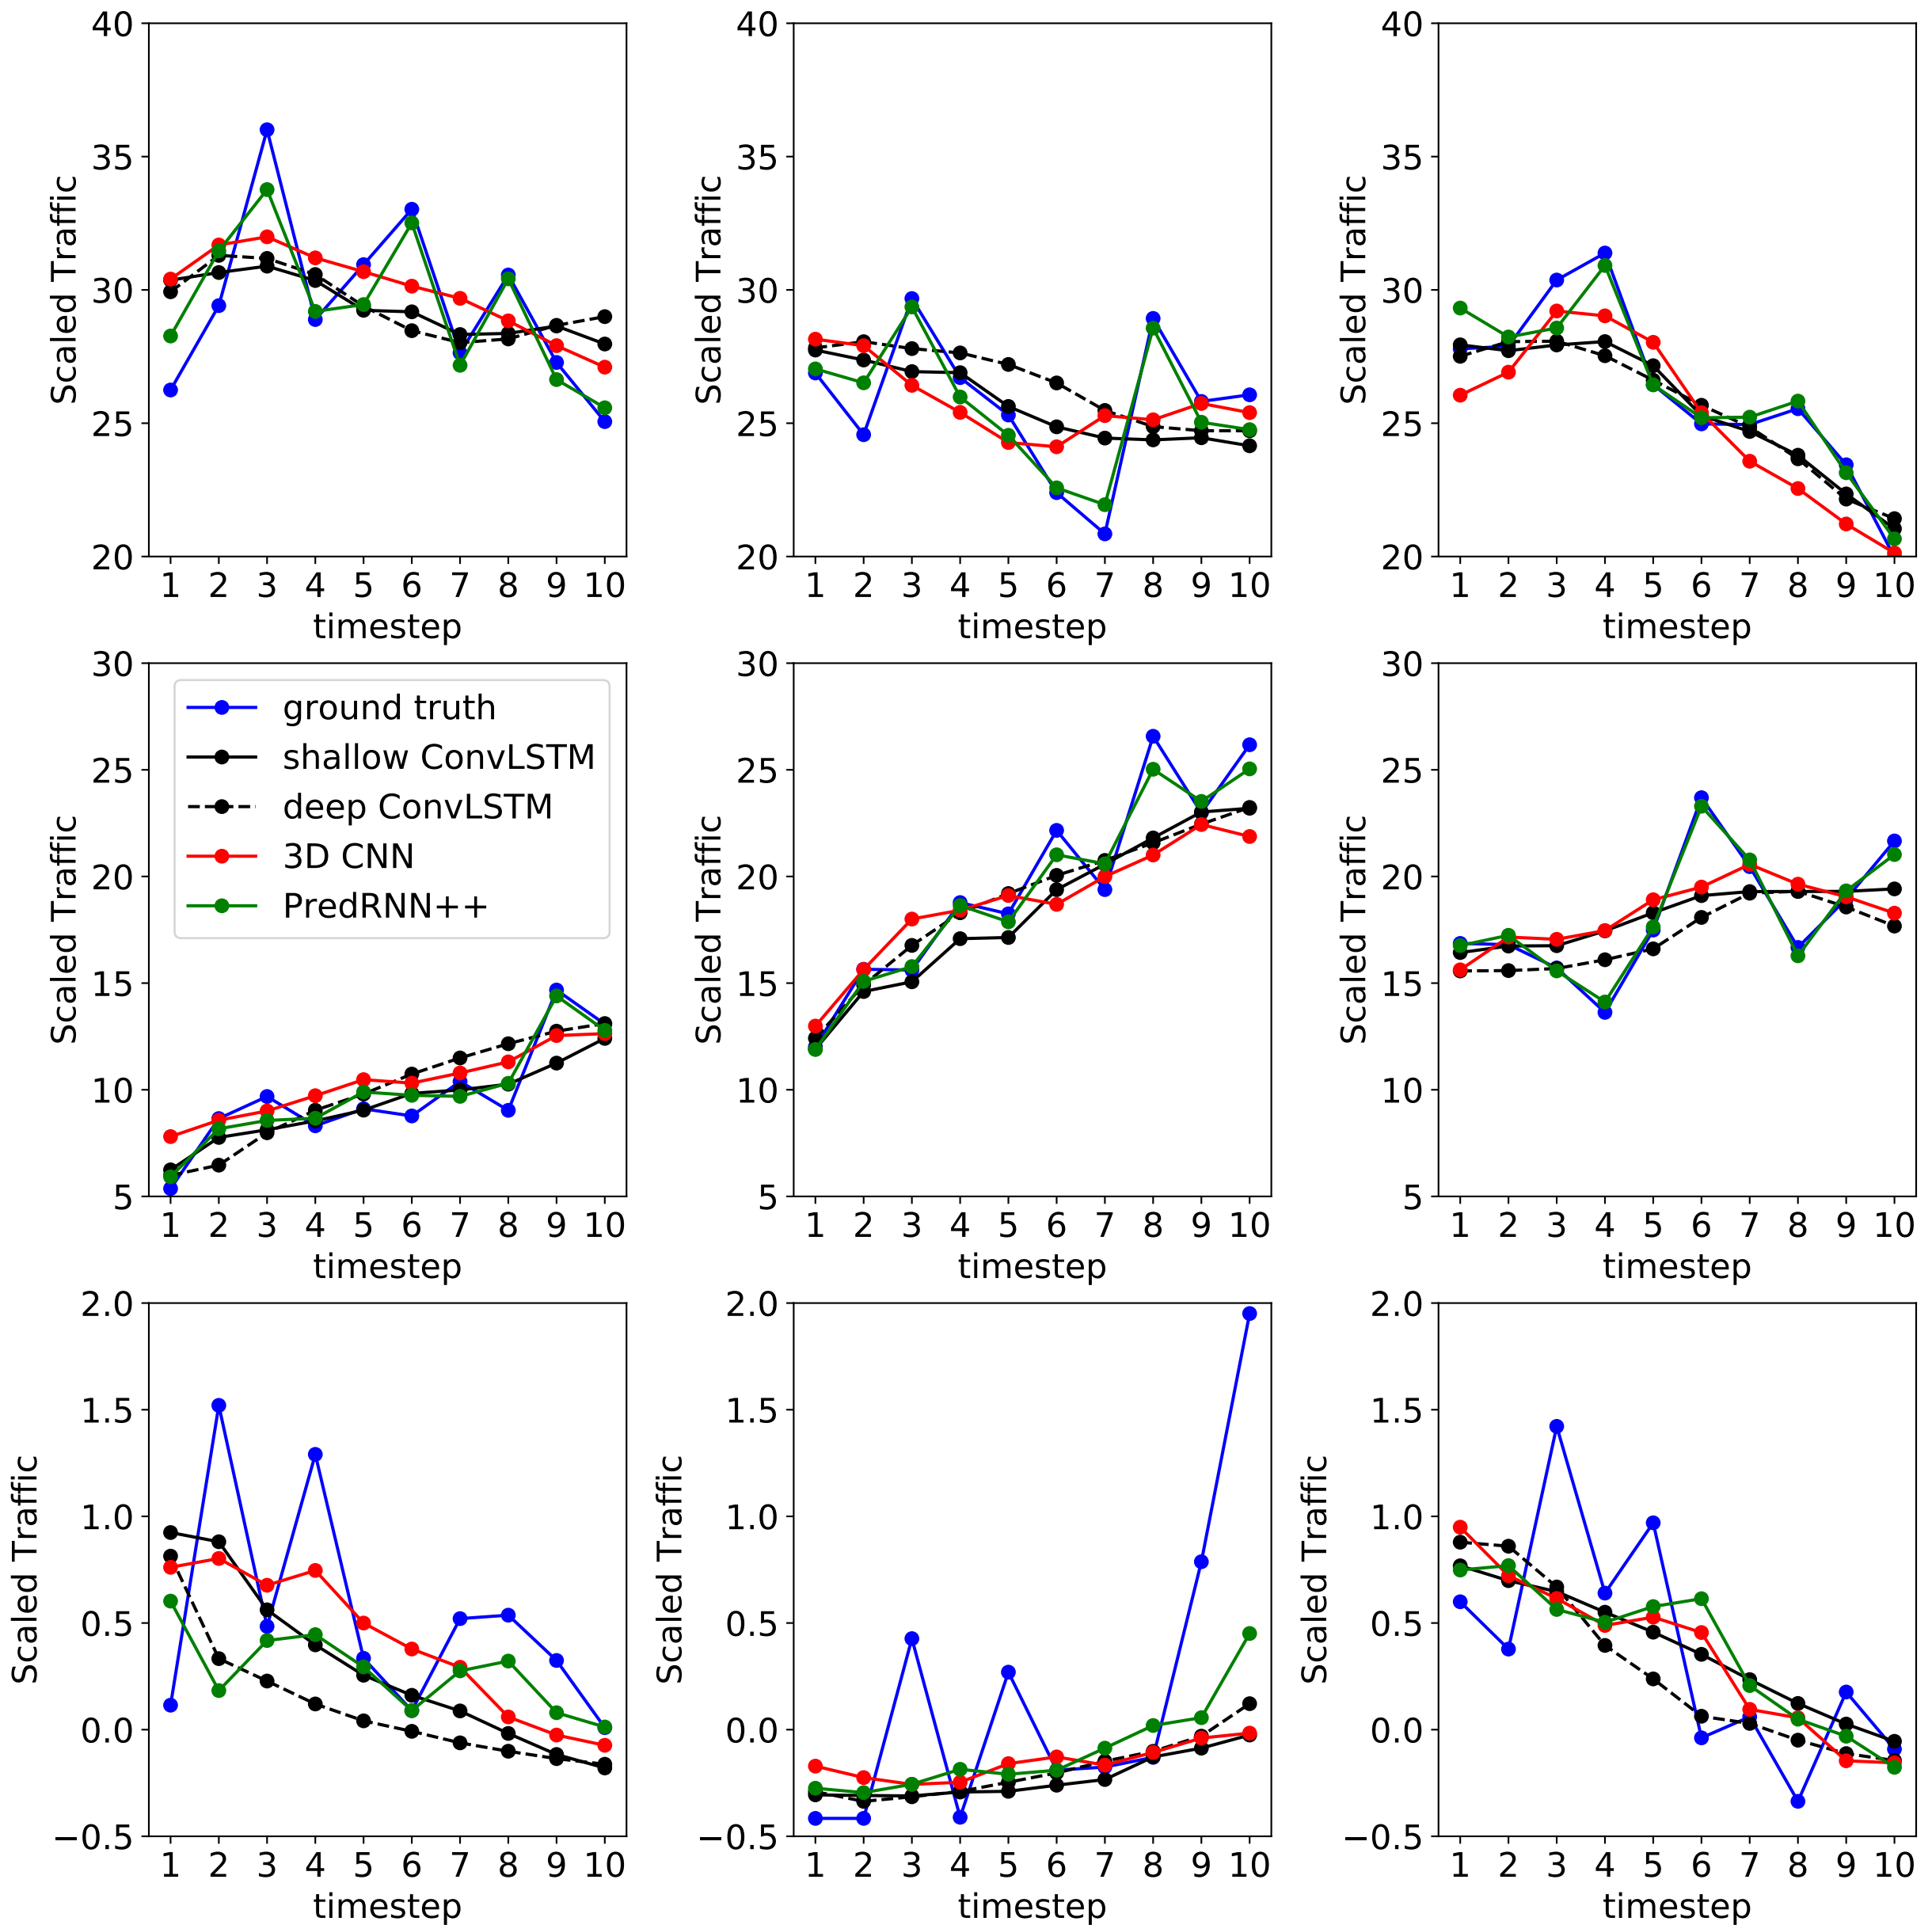 40
35
30
25
20
Scaled Traffic
1 2 3 4 5 6 7 8 9 10
timestep
40
35
30
25
20
Scaled Traffic
1 2 3 4 5 6 7 8 9 10
timestep
40
35
30
25
20
Scaled Traffic
1 2 3 4 5 6 7 8 9 10
timestep
30
25
20
15
10
5
Scaled Traffic
ground truth
shallow ConvLSTM
deep ConvLSTM
3D CNN
PredRNN++
1 2 3 4 5 6 7 8 9 10
timestep
30
25
20
15
10
5
Scaled Traffic
1 2 3 4 5 6 7 8 9 10
timestep
30
25
20
15
10
5
Scaled Traffic
1 2 3 4 5 6 7 8 9 10
timestep
2.0
1.5
1.0
0.5
0.0
−0.5
Scaled Traffic
1 2 3 4 5 6 7 8 9 10
timestep
2.0
1.5
1.0
0.5
0.0
−0.5
Scaled Traffic
1 2 3 4 5 6 7 8 9 10
timestep
2.0
1.5
1.0
0.5
0.0
−0.5
Scaled Traffic
1 2 3 4 5 6 7 8 9 10
timestep